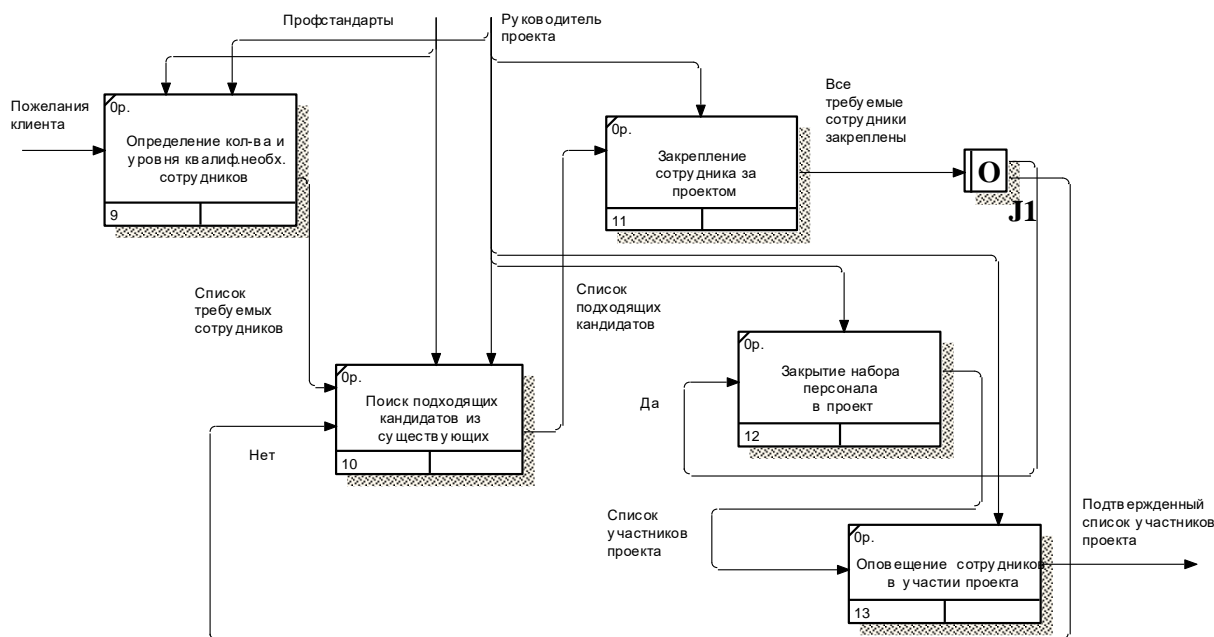 Профстандарты
Руководитель
проекта
Пожелания
клиента
0р.
Определение кол-ва и
уровня квалиф.необх.
сотрудников
9
0р.
Закрепление
сотрудника за
проектом
11
Все
требуемые
сотрудники
закреплены
O
J1
Список
требуемых
сотрудников
Список
подходящих
кандидатов
0р.
Поиск подходящих
кандидатов из
существующих
10
Нет
0р.
Закрытие набора
персонала
в проект
12
Да
Список
участников
проекта
0р.
Оповещение сотрудников
в участии проекта
13
Подтвержденный
список участников
проекта